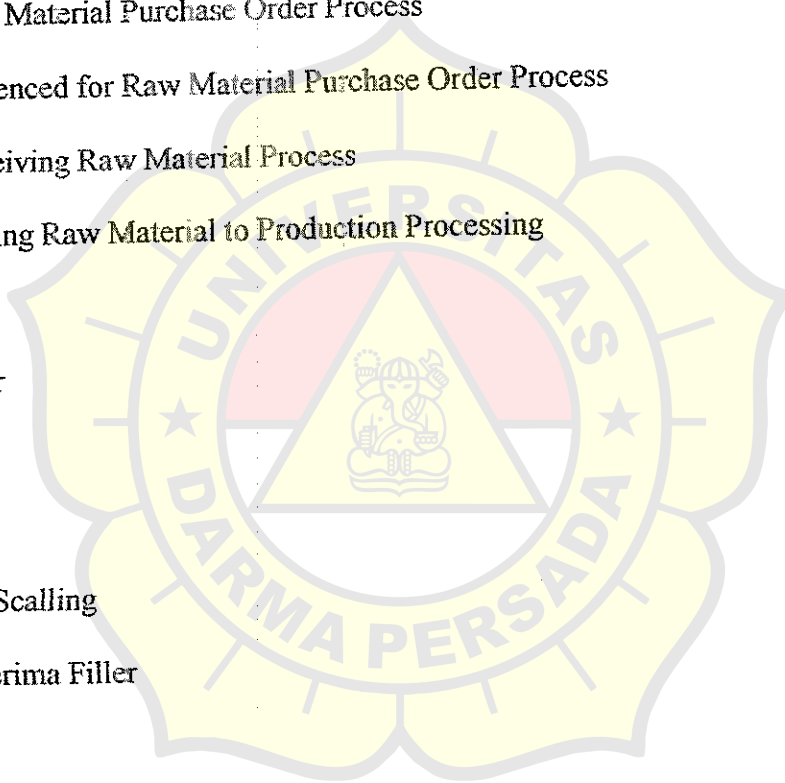 Material Purchase Order Process
enced for Raw Material Purchase Order Process
eiving Raw Material Process
ing Raw Material to Production Processing
r
Scalling
erima Filler
UNIVERSITAS
DARMA PERSADA